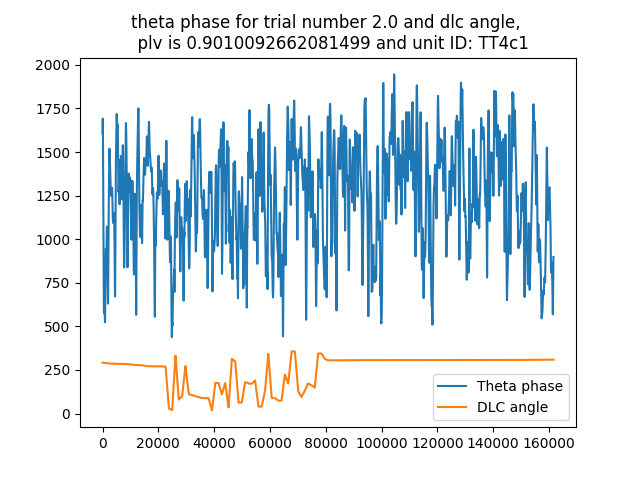 theta phase for trial number 2.0 and dlc angle,
plv is 0.9010092662081499 and unit ID: TT4c1
2000
1750
1500
1250
1000
750
500
250
0
Theta phase
DLC angle
0 20000 40000 60000 80000 100000 120000 140000 160000